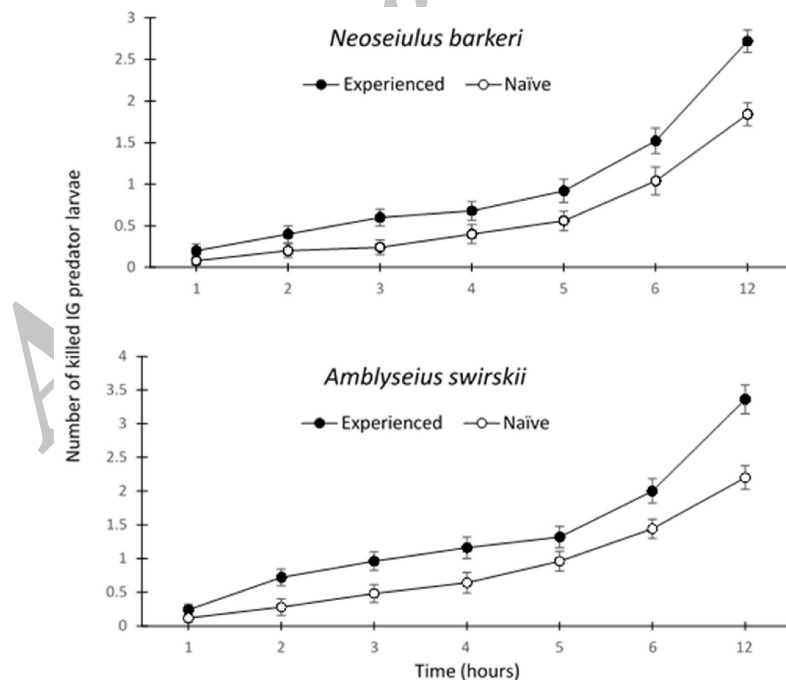 3
Neoseiulus barkeri
2.5
Experienced Naïve
2
1.5
1
0.5
0
1 2 3 4 5 6 12
Number of killed IG predator larvae
4
Amblyseius swirskii
3.5
3
Experienced Naïve
2.5
2
1.5
1
0.5
0
1 2 3 4 5 6 12
Time (hours)